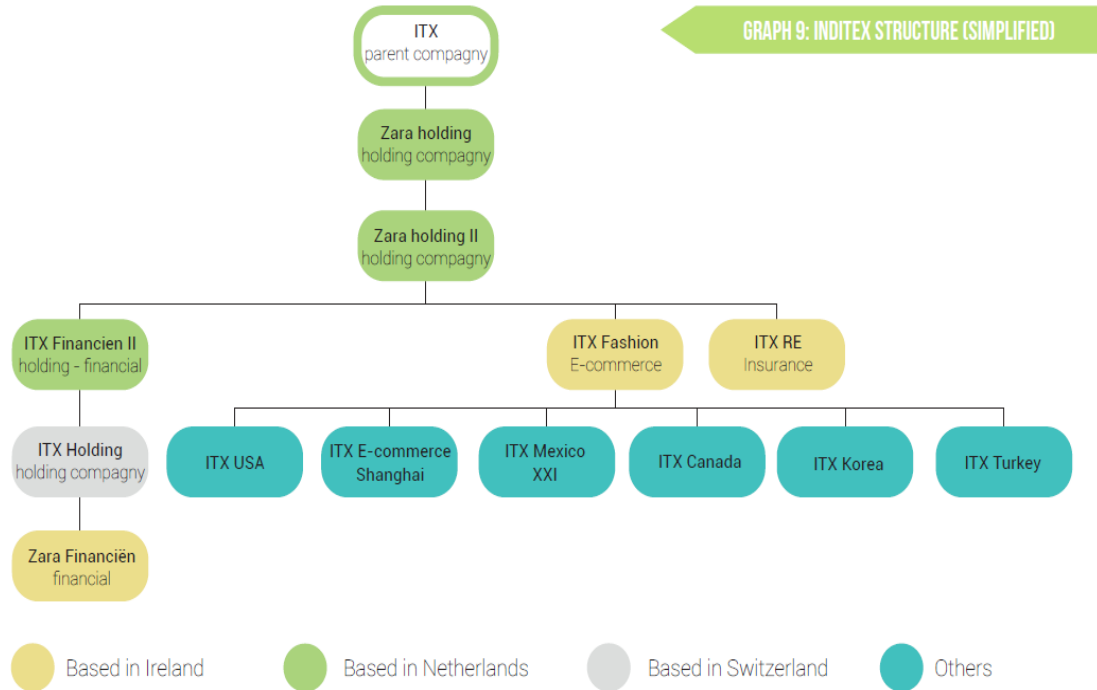 GRAPH 9: INDITEX STRUCTURE (SIMPLIFIED)
ITX
parent compagny
Zara holding
holding compagny
Zara holding II
holding compagny
ITX Financien II
holding - financial
ITX Fashion
E-commerce
ITX RE
Insurance
ITX Holding
holding compagny
ITX USA
ITX E-commerce
Shanghai
ITX Mexico
XXI
ITX Canada
ITX Korea
ITX Turkey
Zara Financiën
financial
Based in Ireland
Based in Netherlands
Based in Switzerland
Others